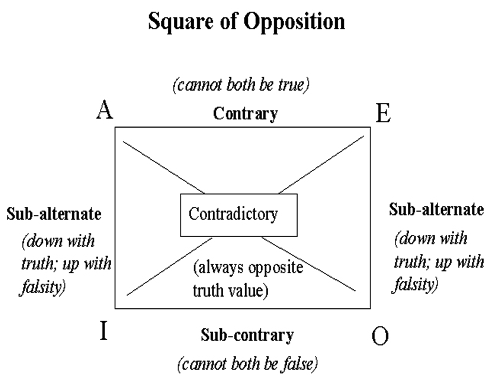 Square of Opposition
(cannot both be true)
A
Contrary
E
Sub-alternate
(down with
truth; up with
falsity)
Contradictory
(always opposite
truth value)
Sub-alternate
(down with
truth; up with
falsity)
I
Sub-contrary
O
(cannot both be false)